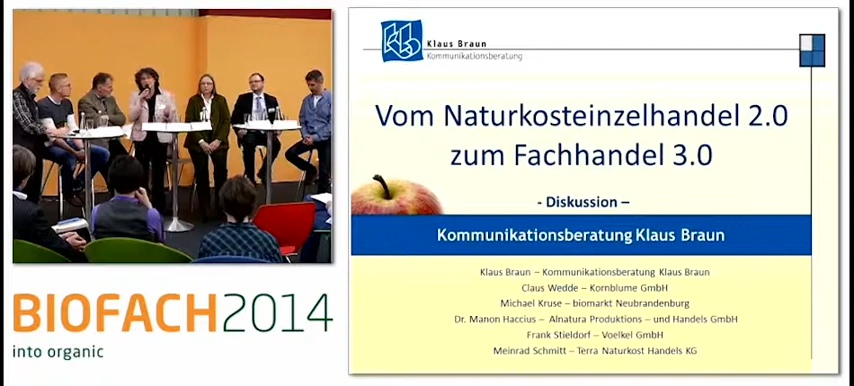 Klaus Braun
Kommunikationsberatung
Vom Naturkosteinzelhandel 2.0
zum Fachhandel 3.0
- Diskussion –
Kommunikationsberatung Klaus Braun
Klaus Braun – Kommunikationsberatung Klaus Braun
Claus Wedde – Kornblume GmbH
Michael Kruse – biomarkt Neubrandenburg
Dr. Manon Haccius – Alnatura Produktions – und Handels GmbH
Frank Stieldorf – Voelkel GmbH
Meinrad Schmitt – Terra Naturkost Handels KG
BIOFACH2014
into organic